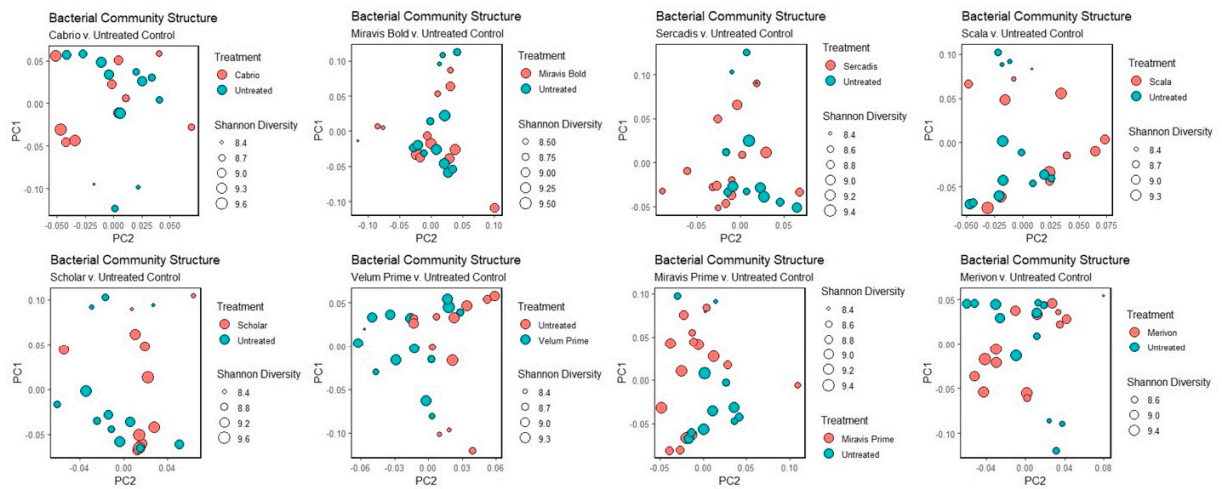 Bacterial Community Structure
Cabrio v. Untreated Control
0.05
0.00
-0.05
-0.10
PC1
-0.050
-0.025
0.000
0.025
0.050
PC2
Treatment
Cabrio
Untreated
Shannon Diversity
8.4
8.7
9.0
9.3
9.6
Bacterial Community Structure
Miravis Bold v. Untreated Control
0.10
0.05
0.00
-0.05
-0.10
PC1
-0.10
-0.05
0.00
0.05
0.10
PC2
Treatment
Miravis Bold
Untreated
Shannon Diversity
8.50
8.75
9.00
9.25
9.50
Bacterial Community Structure
Sercadis v. Untreated Control
0.10
0.05
0.00
-0.05
PC1
-0.10
-0.05
0.00
0.05
PC2
Treatment
Sercadis
Untreated
Shannon Diversity
8.4
8.6
8.8
9.0
9.2
9.4
Bacterial Community Structure
Scala v. Untreated Control
0.10
0.05
0.00
-0.05
PC1
-0.050
-0.025
0.000
0.025
0.050
0.075
PC2
Treatment
Scala
Untreated
Shannon Diversity
8.4
8.7
9.0
9.3
Bacterial Community Structure
Scholar v. Untreated Control
0.10
0.05
0.00
-0.05
PC1
0.00
0.04
PC2
Treatment
Scholar
Untreated
Shannon Diversity
8.4
8.8
9.2
9.6
Bacterial Community Structure
Velum Prime v. Untreated Control
0.05
0.00
-0.05
-0.10
PC1
-0.06
-0.03
0.00
0.03
0.06
PC2
Treatment
Untreated
Velum Prime
Shannon Diversity
8.4
8.7
9.0
9.3
Bacterial Community Structure
Miravis Prime v. Untreated Control
0.10
0.05
0.00
-0.05
PC1
-0.05
0.00
0.05
0.10
PC2
Shannon Diversity
8.4
8.6
8.8
9.0
9.2
9.4
Treatment
Miravis Prime
Untreated
Bacterial Community Structure
Merivon v. Untreated Control
0.05
0.00
-0.05
-0.10
PC1
-0.04
0.00
0.04
0.08
PC2
Treatment
Merivon
Untreated
Shannon Diversity
8.6
9.0
9.4